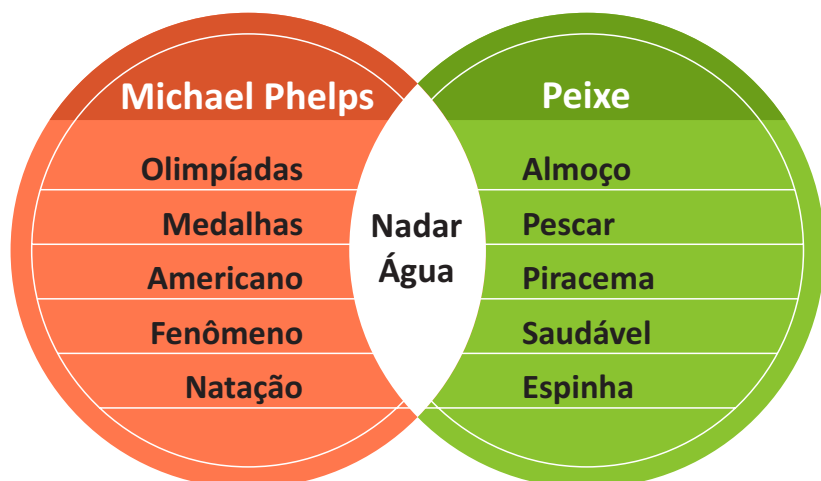 Michael Phelps
Olimpíadas
Medalhas
Americano
Fenômeno
Natação
Nadar
Água
Peixe
Almoço
Pescar
Piracema
Saudável
Espinha